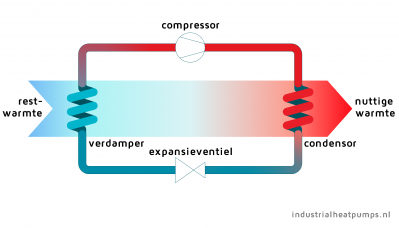 compressor
rest-
warmte
nuttige
warmte
verdamper
expansieventiel
condensor
industrialheatpumps.nl